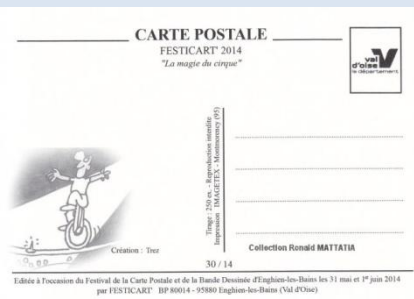 CARTE POSTALE
FESTICART' 2014
"La magie du cirque"
val
d'oise
le département
Tirage : 250 ex. - Reproduction interdite
Impression IMAGETEX - Montmorency (95)
Création : Trez
Collection Ronald MATTATIA
30 / 14
Editée à l'occasion du Festival de la Carte Postale et de la Bande Dessinée d'Enghien-les-Bains les 31 mai et 1er juin 2014
par FESTICART BP 80014 - 95880 Enghien-les-Bains (Val d'Oise)